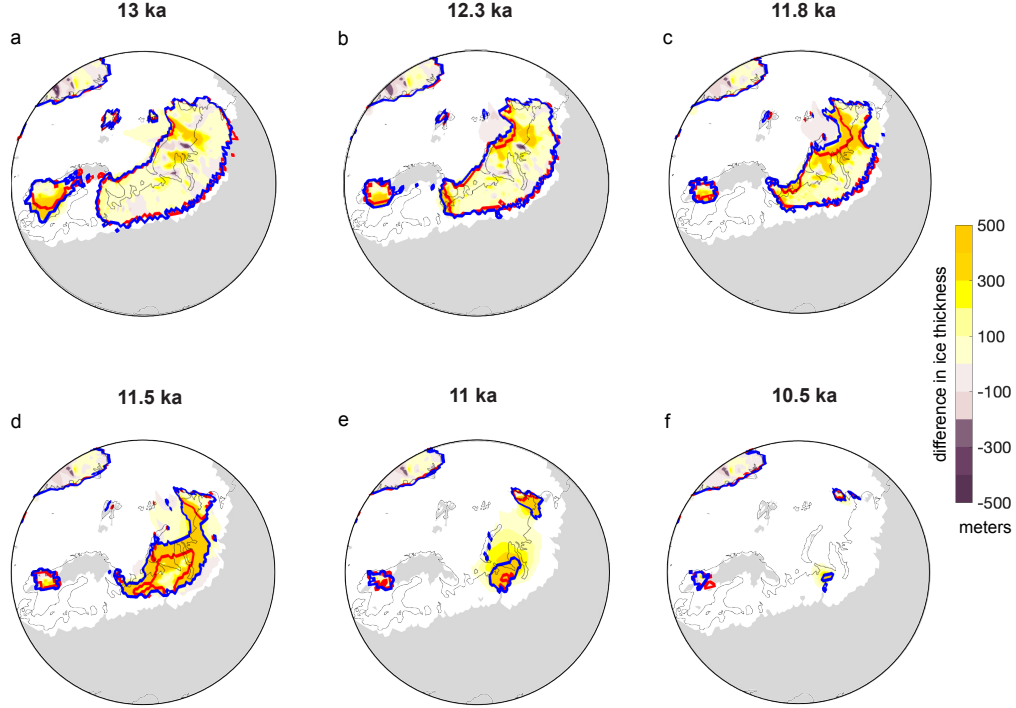 13 ka
12.3 ka
11.8 ka
a
b
c
500
300
100
-100
-300
-500
difference in ice thickness
meters
11.5 ka
11 ka
10.5 ka
d
e
f